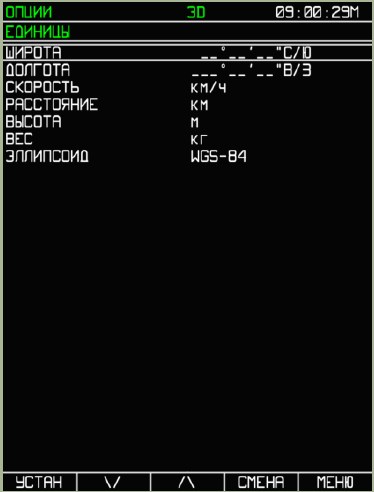 ОПЦИИ 3D 09:00:29М
ЕДИНИЦЫ
ШИРОТА __°__'__"С/Ю
ДОЛГОТА ___°__'__"В/З
СКОРОСТЬ КМ/Ч
РАССТОЯНИЕ КМ
ВЫСОТА М
ВЕС КГ
ЭЛЛИПСОИД WGS-84
УСТАН \/ /\ СМЕНА МЕНЮ